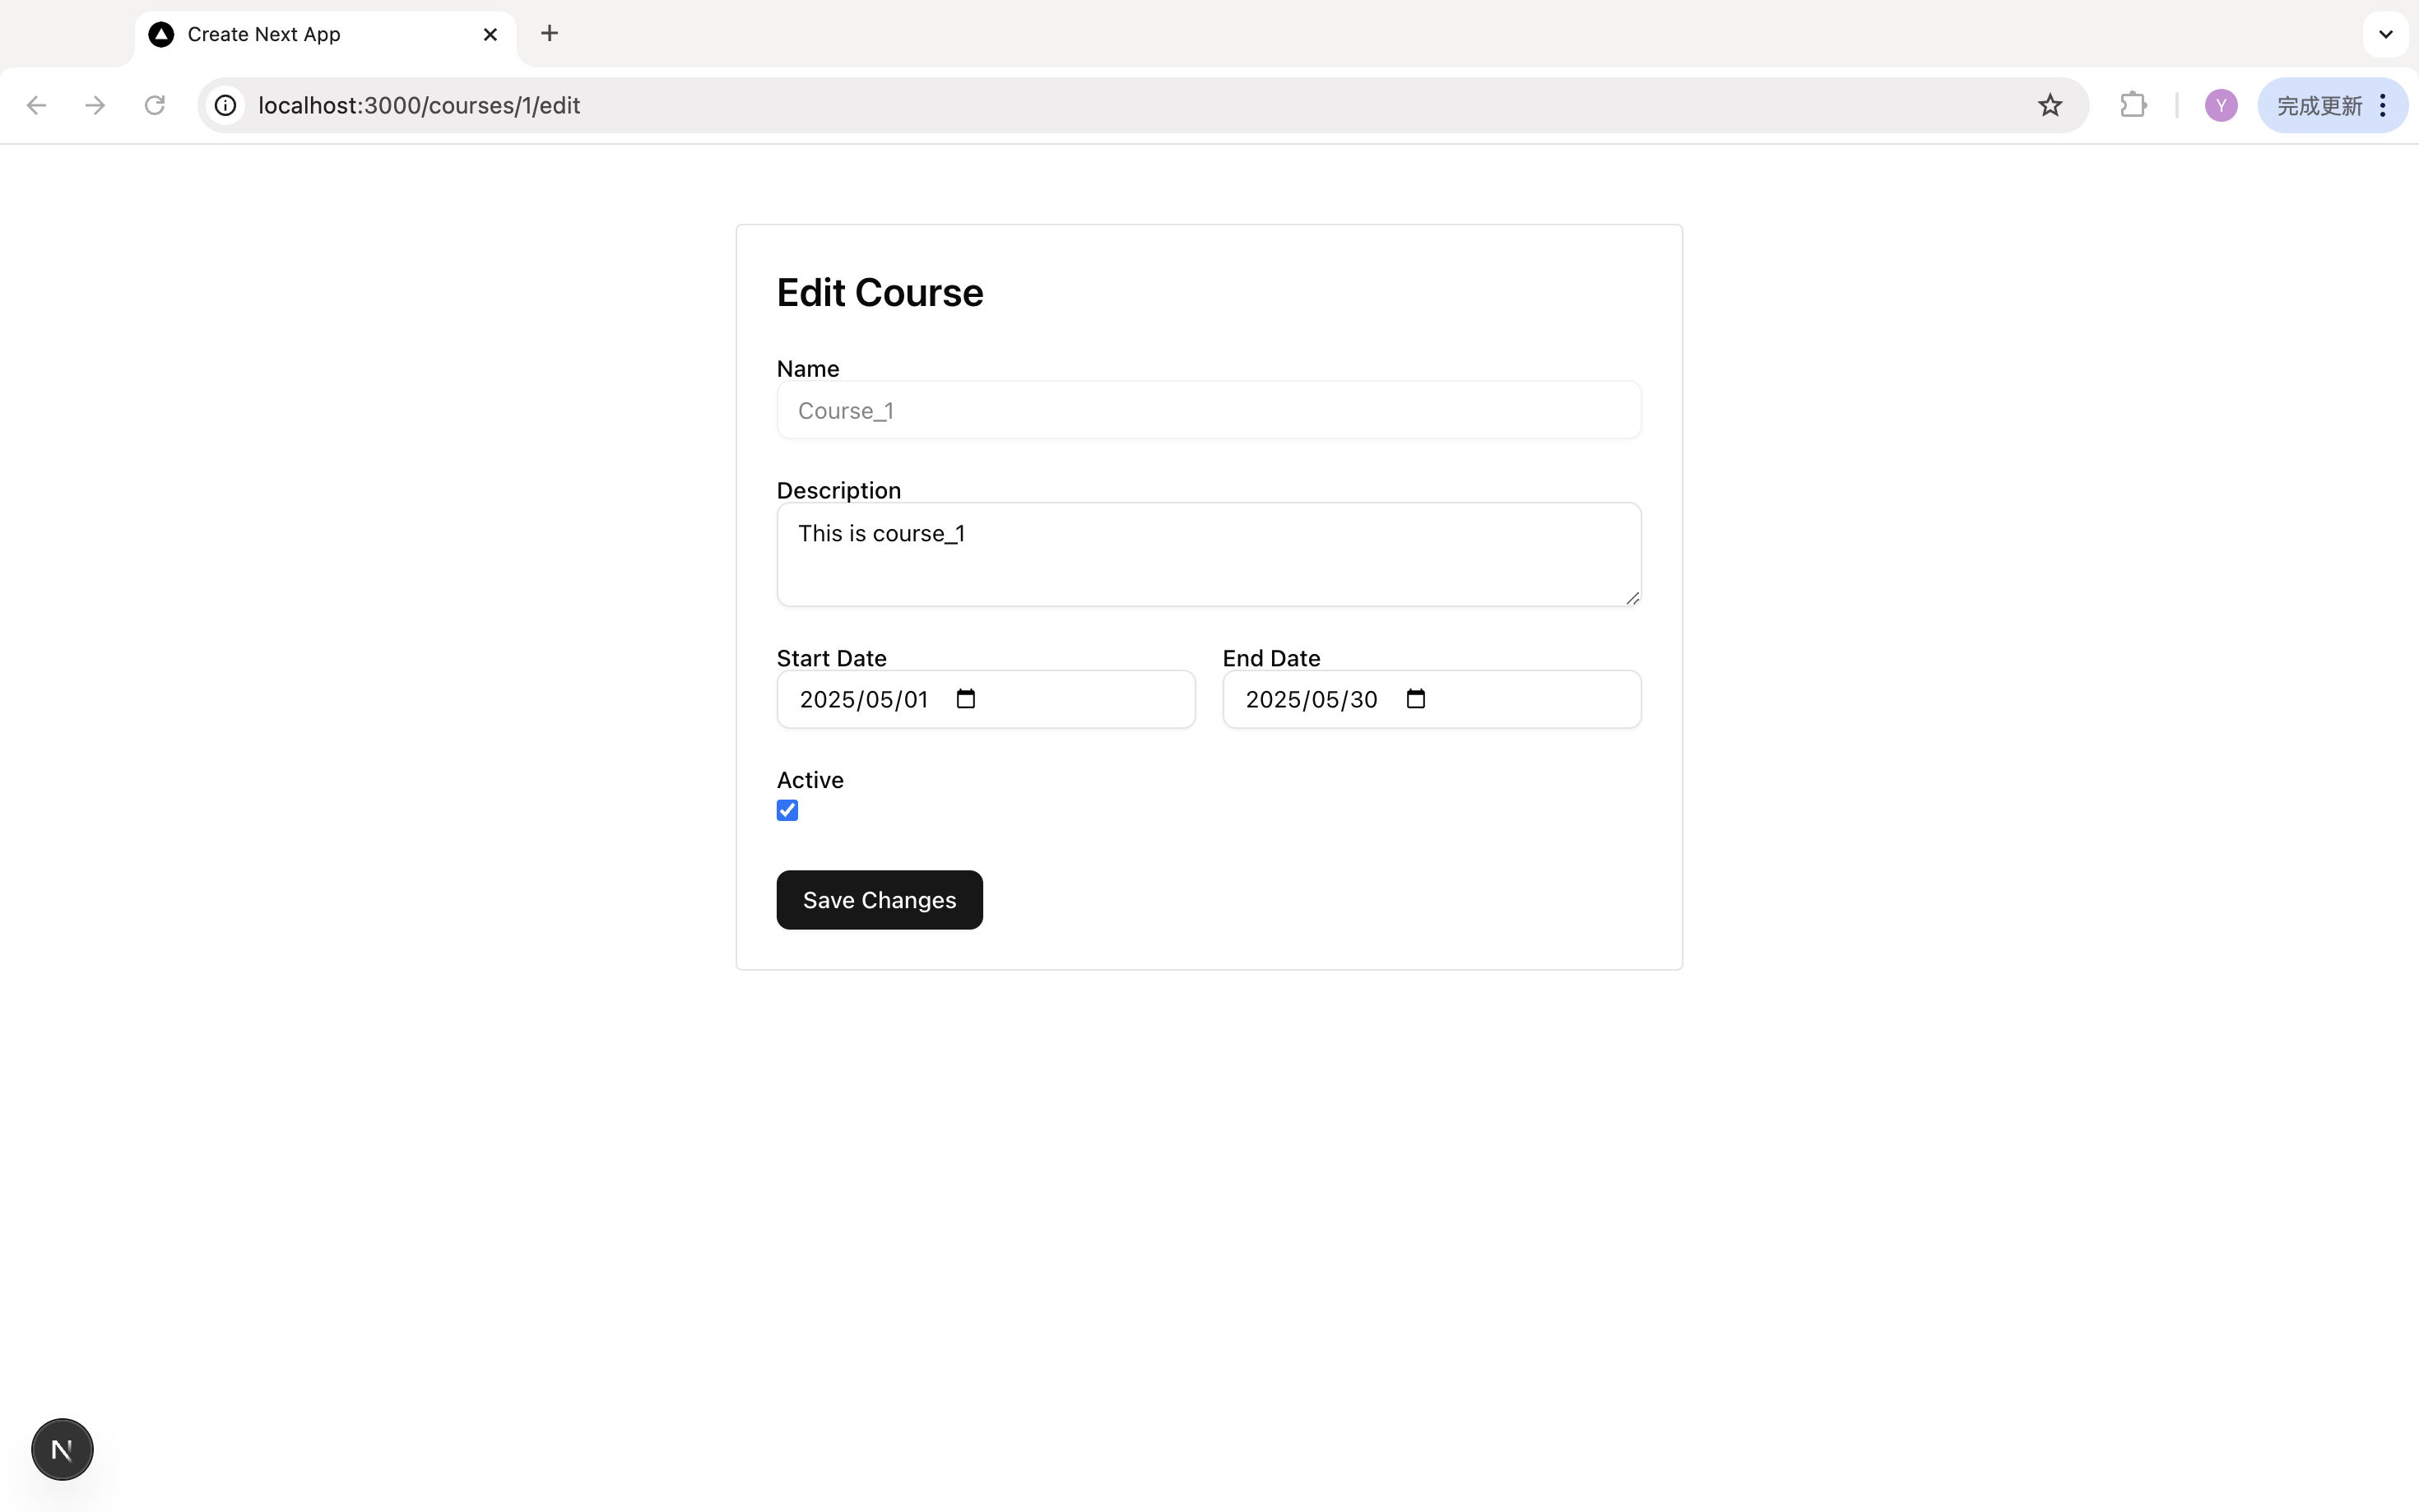 Create Next App
localhost:3000/courses/1/edit
Y
完成更新
Edit Course
Name
Course_1
Description
This is course_1
Start Date
End Date
2025/05/01
2025/05/30
Active
Save Changes
N